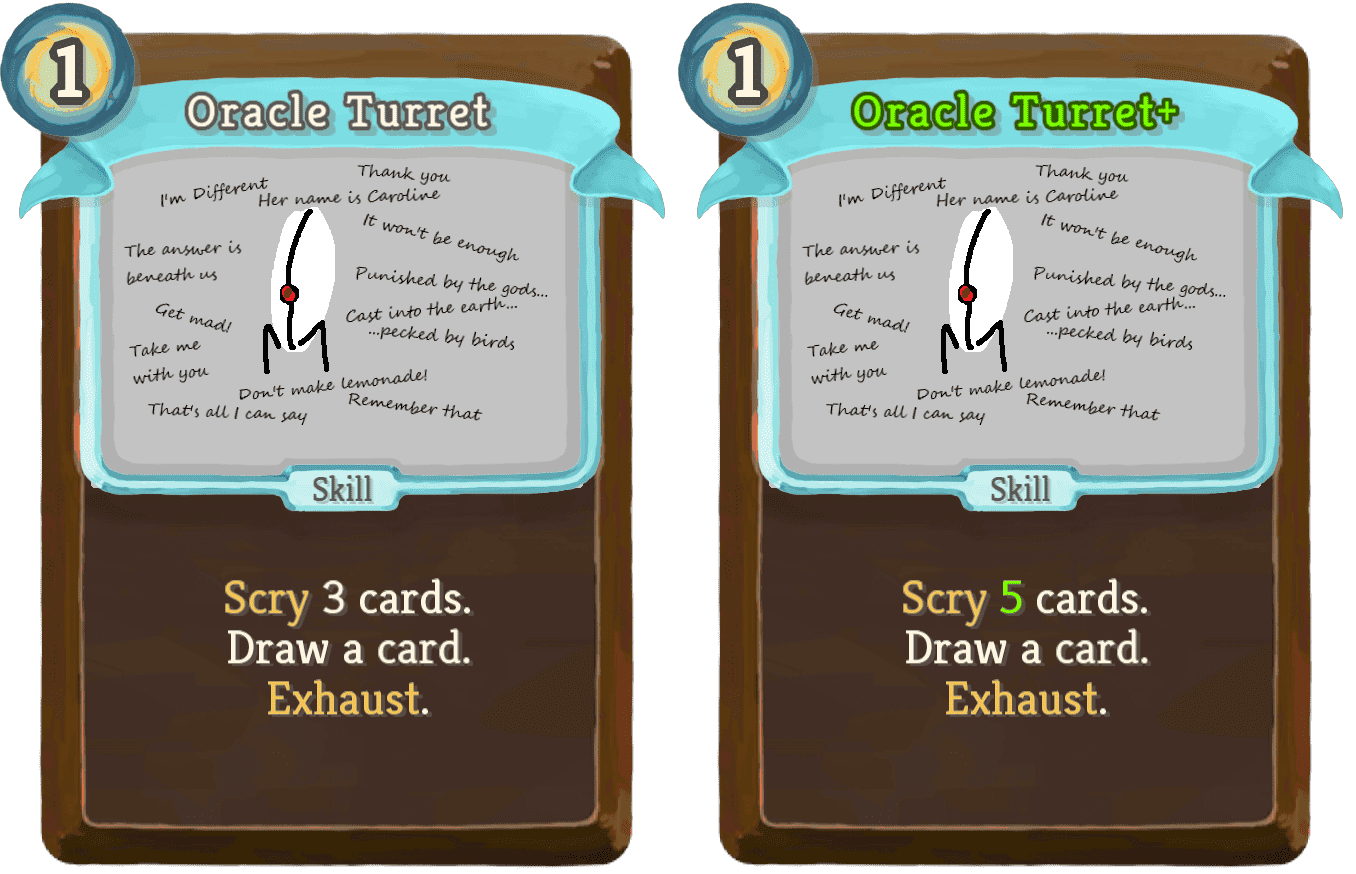 1
Oracle Turret
Thank you
I'm Different
Her name is Caroline
It won't be enough
The answer is
beneath us
Punished by the gods...
Get mad!
Cast into the earth...
...pecked by birds
Take me
with you
Don't make lemonade!
That's all I can say
Remember that
Skill
Scry 3 cards.
Draw a card.
Exhaust.
1
Oracle Turret+
Thank you
I'm Different
Her name is Caroline
It won't be enough
The answer is
beneath us
Punished by the gods...
Get mad!
Cast into the earth...
...pecked by birds
Take me
with you
Don't make lemonade!
That's all I can say
Remember that
Skill
Scry 5 cards.
Draw a card.
Exhaust.